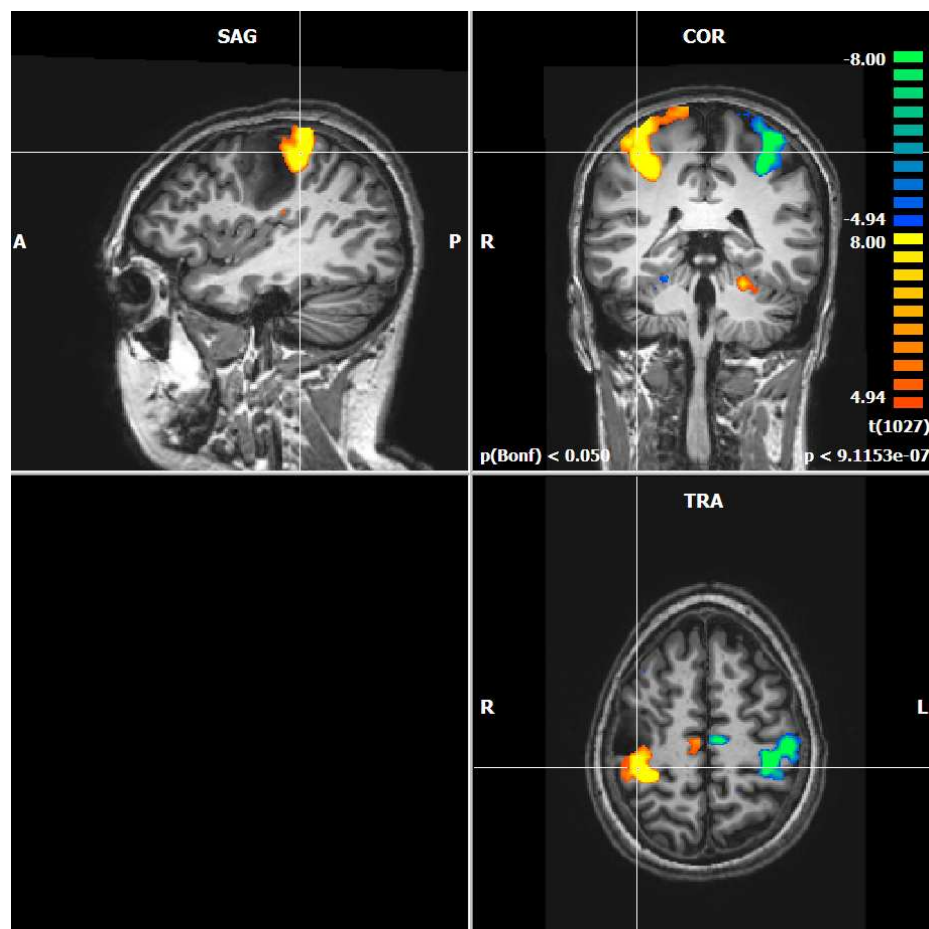 SAG
COR
-8.00
A
P
R
-4.94
8.00
4.94
t(1027)
p(Bonf) < 0.050
p < 9.1153e-07
TRA
R
L